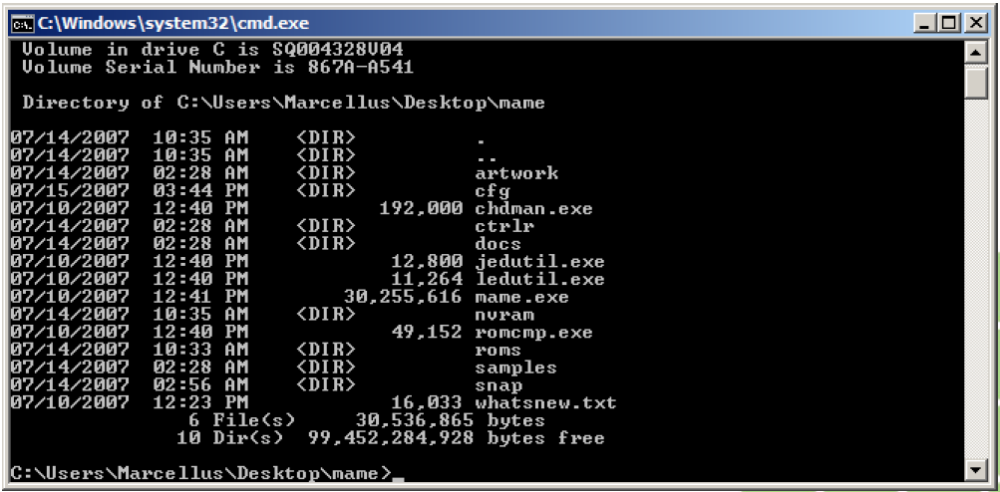 C:\Windows\system32\cmd.exe
Volume in drive C is SQ004328V04
Volume Serial Number is 867A-A541
Directory of C:\Users\Marcellus\Desktop\mame
07/14/2007  10:35 AM    <DIR>          .
07/14/2007  10:35 AM    <DIR>          ..
07/14/2007  02:28 AM    <DIR>          artwork
07/15/2007  03:44 PM    <DIR>          cfg
07/10/2007  12:40 PM           192,000 chdman.exe
07/14/2007  02:28 AM    <DIR>          ctrlr
07/14/2007  02:28 AM    <DIR>          docs
07/10/2007  12:40 PM            12,800 jedutil.exe
07/10/2007  12:40 PM            11,264 ledutil.exe
07/10/2007  12:41 PM        30,255,616 mame.exe
07/14/2007  10:35 AM    <DIR>          nvram
07/10/2007  12:40 PM            49,152 romcmp.exe
07/14/2007  10:33 AM    <DIR>          roms
07/14/2007  02:28 AM    <DIR>          samples
07/14/2007  02:56 AM    <DIR>          snap
07/10/2007  12:23 PM            16,033 whatsnew.txt
6 File(s)     30,536,865 bytes
10 Dir(s)  99,452,284,928 bytes free
C:\Users\Marcellus\Desktop\mame>_